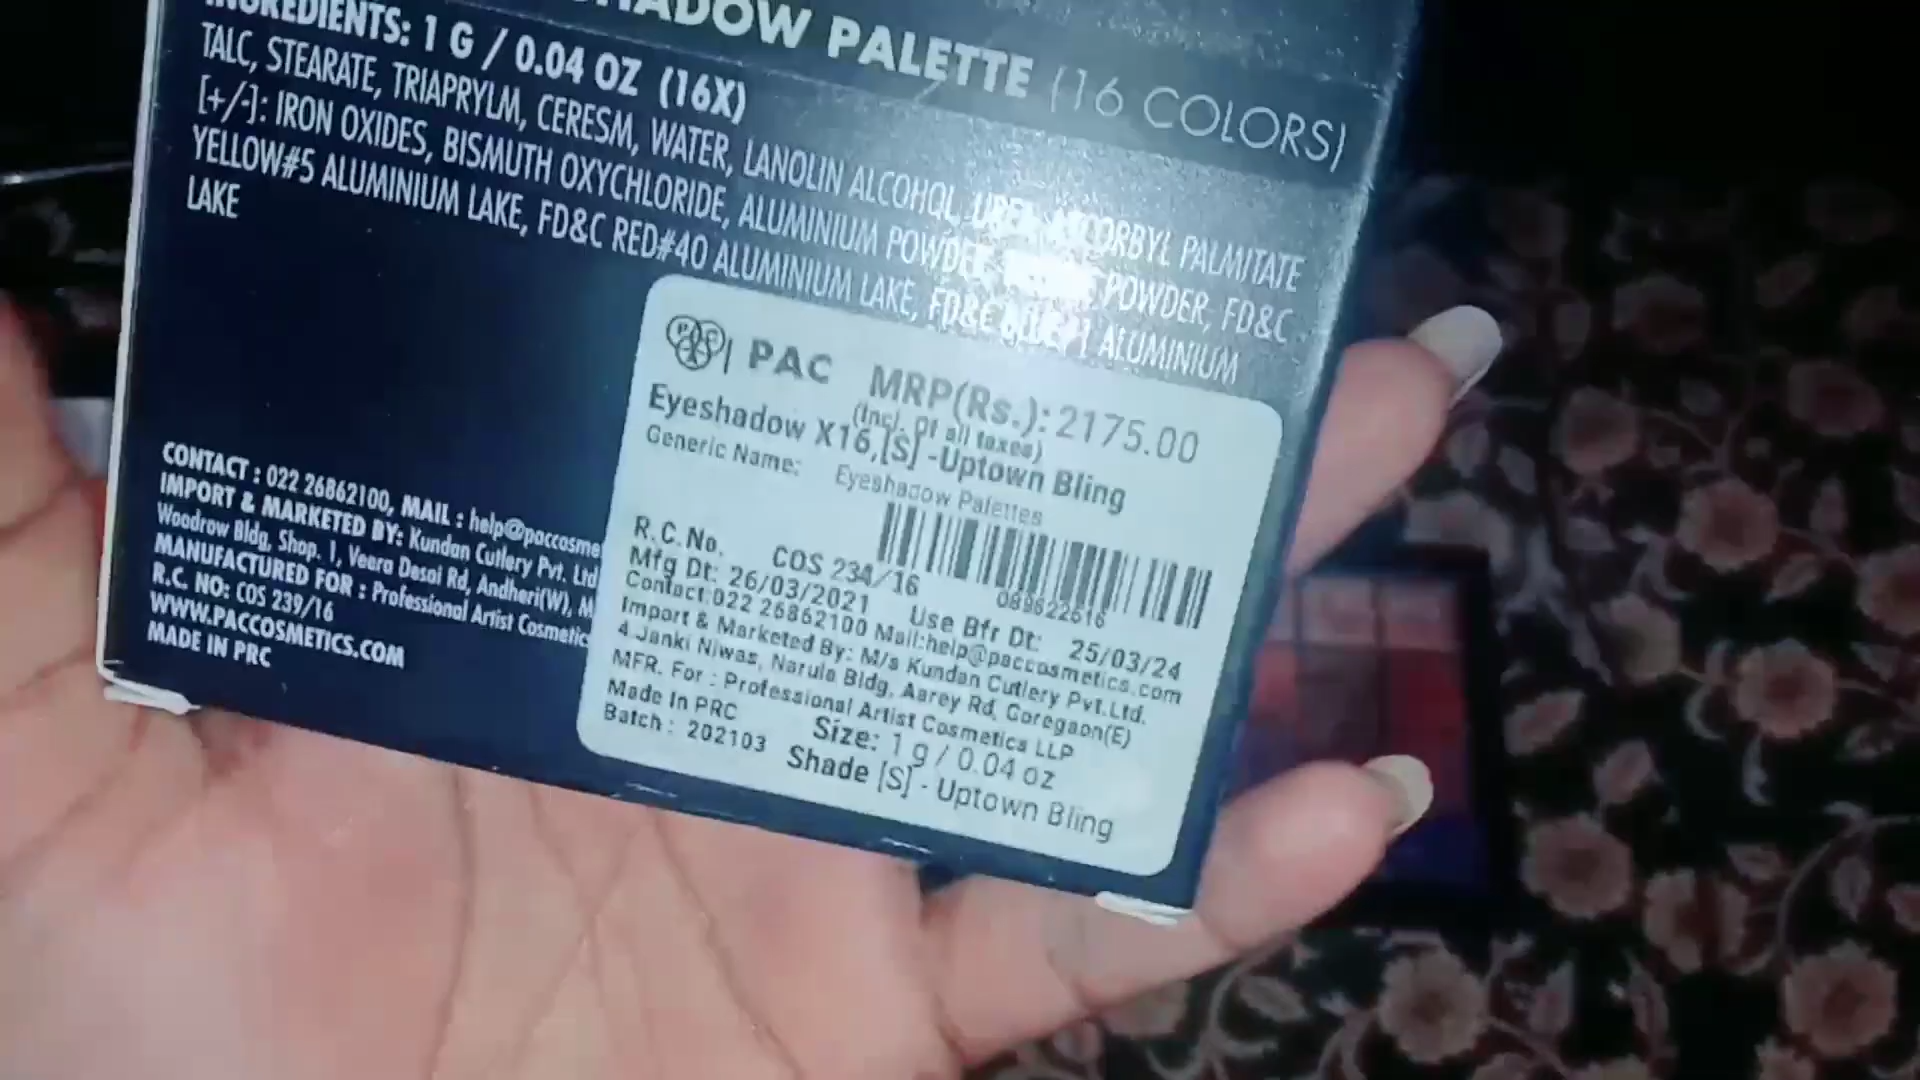 SHADOW PALETTE (16 COLORS)
INGREDIENTS: 1 G / 0.04 OZ (16X)
TALC, STEARATE, TRIAPRYLM, CERESM, WATER, LANOLIN ALCOHOL, ASCORBYL PALMITATE
[+/-]: IRON OXIDES, BISMUTH OXYCHLORIDE, ALUMINIUM POWDER, POWDER, FD&C
YELLOW#5 ALUMINIUM LAKE, FD&C RED#40 ALUMINIUM LAKE, FD&C BLUE#1 ALUMINIUM
LAKE
CONTACT : 022 26862100, MAIL : help@paccosme
IMPORT & MARKETED BY: Kundan Cutlery Pvt. Ltd
Woodrow Bldg, Shop. 1, Veera Desai Rd, Andheri(W), M
MANUFACTURED FOR : Professional Artist Cosmetic
R.C. NO: COS 239/16
WWW.PACCOSMETICS.COM
MADE IN PRC
PAC MRP(Rs.): 2175.00
(Incl. Of all taxes)
Eyeshadow X16,[S] -Uptown Bling
Generic Name: Eyeshadow Palettes
089822616
R.C.No. COS 234/16
Mfg Dt: 26/03/2021 Use Bfr Dt: 25/03/24
Contact:022 26862100 Mail:help@paccosmetics.com
Import & Marketed By: M/s Kundan Cutlery Pvt.Ltd.
4,Janki Niwas, Narula Bldg, Aarey Rd, Goregaon(E)
MFR. For : Professional Artist Cosmetics LLP
Made In PRC Size: 1 g / 0.04 oz
Batch : 202103 Shade [S] - Uptown Bling